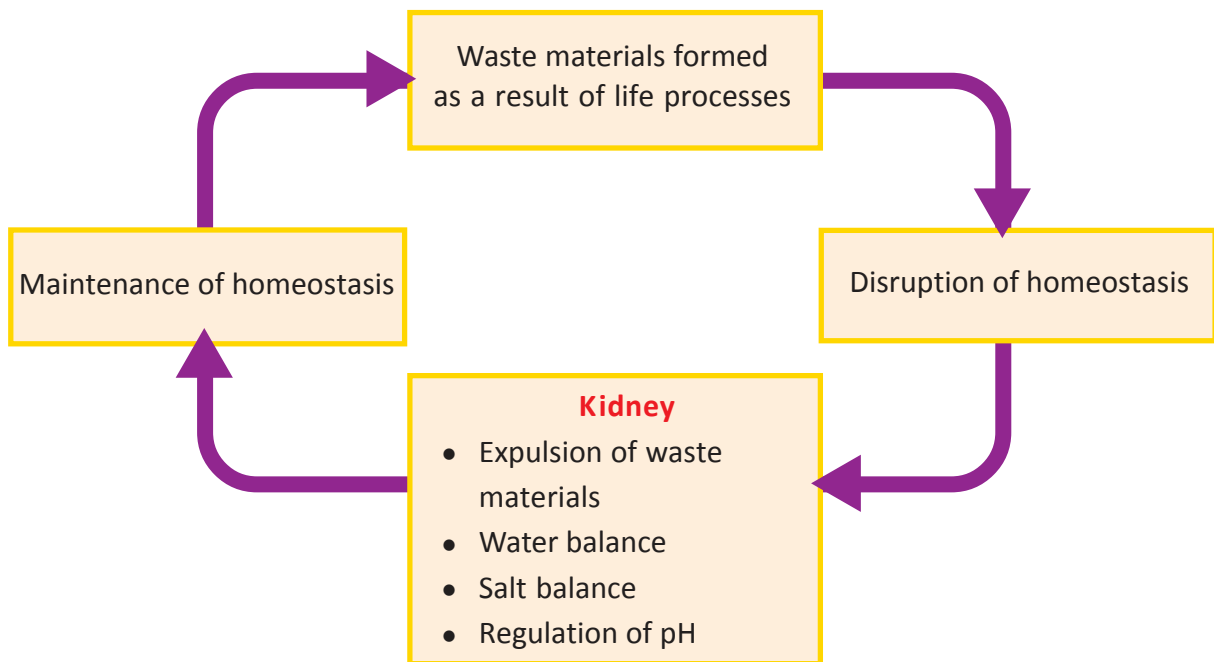 Waste materials formed
as a result of life processes
Maintenance of homeostasis
Disruption of homeostasis
Kidney
• Expulsion of waste
materials
• Water balance
• Salt balance
• Regulation of pH